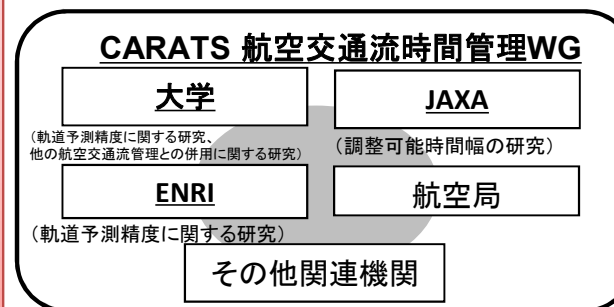 CARATS 航空交通流時間管理WG
大学
JAXA
(軌道予測精度に関する研究、
他の航空交通流管理との併用に関する研究)
(調整可能時間幅の研究)
ENRI
航空局
(軌道予測精度に関する研究)
その他関連機関